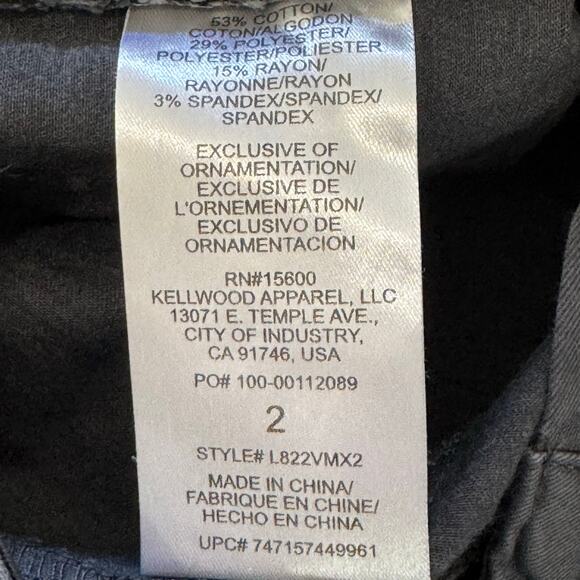 53% COTTON/
COTON/ALGODON
29% POLYESTER/
POLYESTER/POLIESTER
15% RAYON/
RAYONNE/RAYON
3% SPANDEX/SPANDEX/
SPANDEX
EXCLUSIVE OF
ORNAMENTATION/
EXCLUSIVE DE
L'ORNEMENTATION/
EXCLUSIVO DE
ORNAMENTACION
RN#15600
KELLWOOD APPAREL, LLC
13071 E. TEMPLE AVE.,
CITY OF INDUSTRY,
CA 91746, USA
PO# 100-00112089
2
STYLE# L822VMX2
MADE IN CHINA/
FABRIQUE EN CHINE/
HECHO EN CHINA
UPC# 747157449961